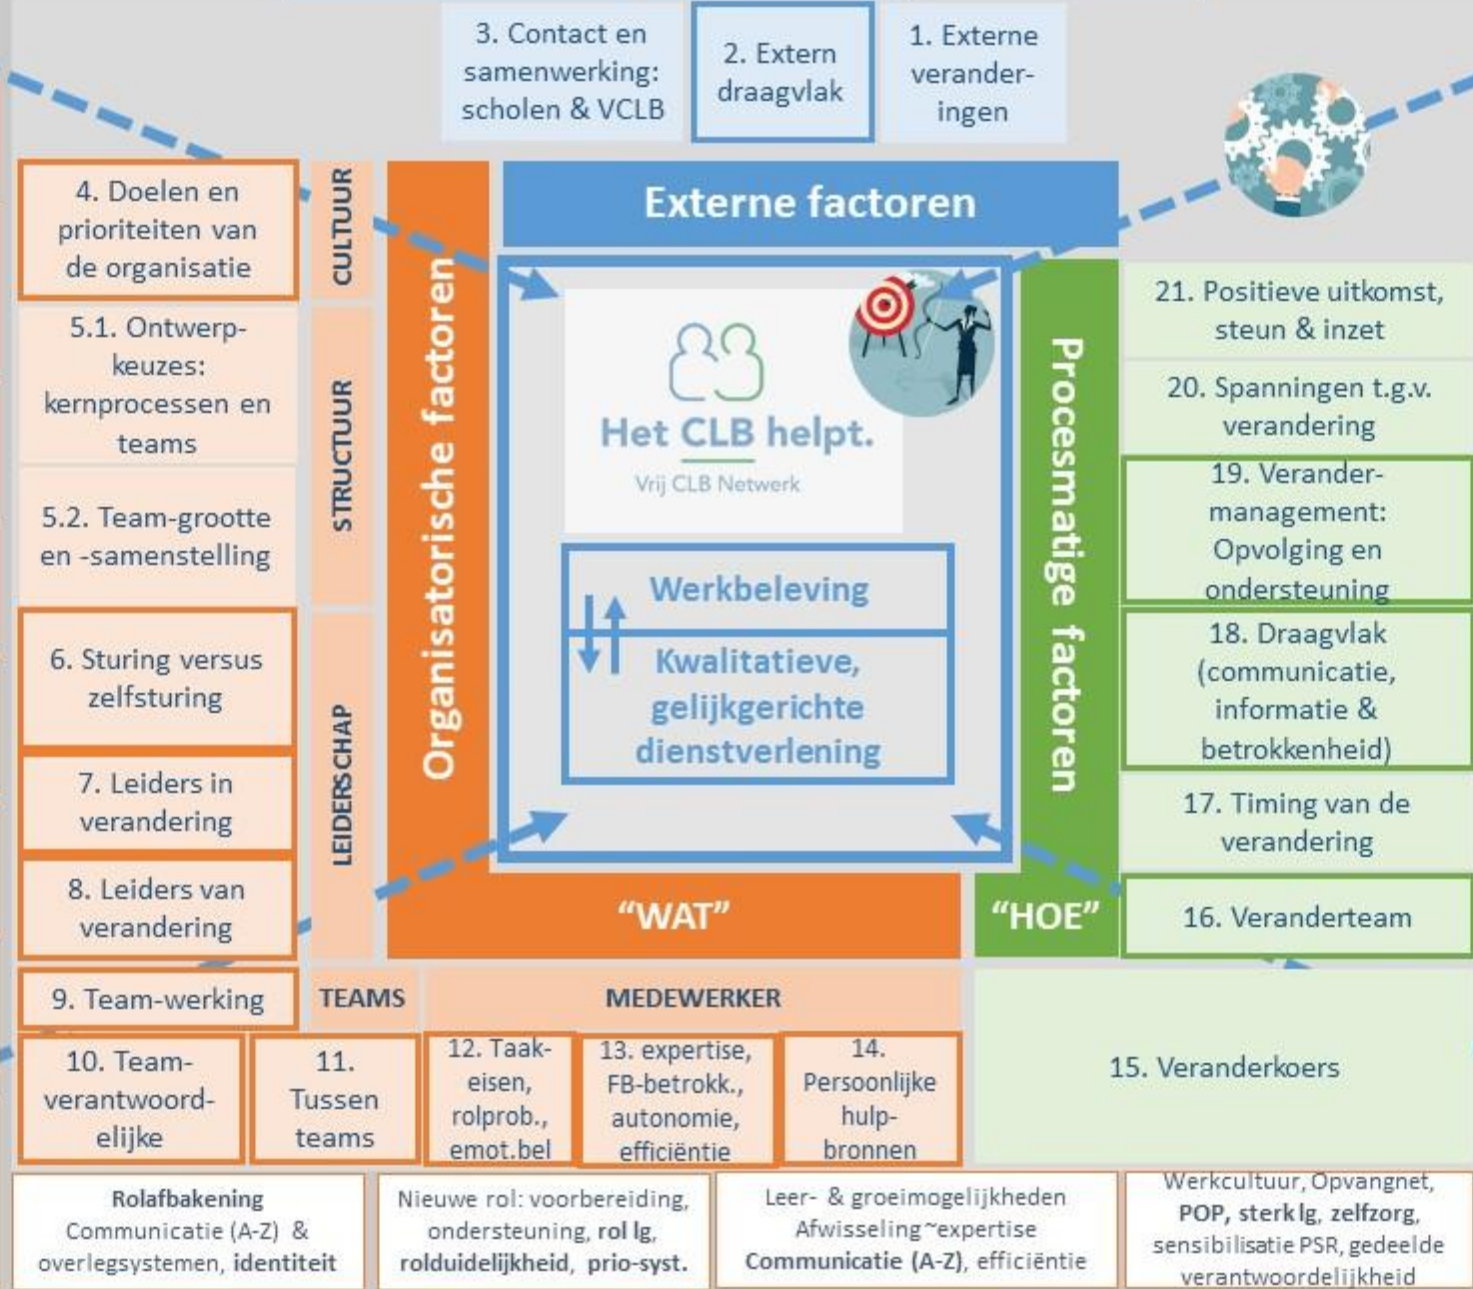 3. Contact en
samenwerking:
scholen & VCLB
2. Extern
draagvlak
1. Externe
verander-
ingen
4. Doelen en
prioriteiten van
de organisatie
CULTUUR
5.1. Ontwerp-
keuzes:
kernprocessen en
teams
5.2. Team-grootte
en -samenstelling
STRUCTUUR
6. Sturing versus
zelfsturing
7. Leiders in
verandering
8. Leiders van
verandering
LEIDERSCHAP
Organisatorische factoren
Externe factoren
Het CLB helpt.
Vrij CLB Netwerk
Werkbeleving
Kwalitatieve,
gelijkgerichte
dienstverlening
Procesmatige factoren
21. Positieve uitkomst,
steun & inzet
20. Spanningen t.g.v.
verandering
19. Verander-
management:
Opvolging en
ondersteuning
18. Draagvlak
(communicatie,
informatie &
betrokkenheid)
17. Timing van de
verandering
16. Veranderteam
"WAT"
"HOE"
9. Team-werking
TEAMS
MEDEWERKER
10. Team-
verantwoord-
elijke
11.
Tussen
teams
12. Taak-
eisen,
rolprob.,
emot.bel
13. expertise,
FB-betrokk.,
autonomie,
efficiëntie
14.
Persoonlijke
hulp-
bronnen
15. Veranderkoers
Rolafbakening
Communicatie (A-Z) &
overlegsystemen, identiteit
Nieuwe rol: voorbereiding,
ondersteuning, rol lg,
rolduidelijkheid, prio-syst.
Leer- & groeimogelijkheden
Afwisseling~expertise
Communicatie (A-Z), efficiëntie
Werkcultuur, Opvangnet,
POP, sterk lg, zelfzorg,
sensibilisatie PSR, gedeelde
verantwoordelijkheid